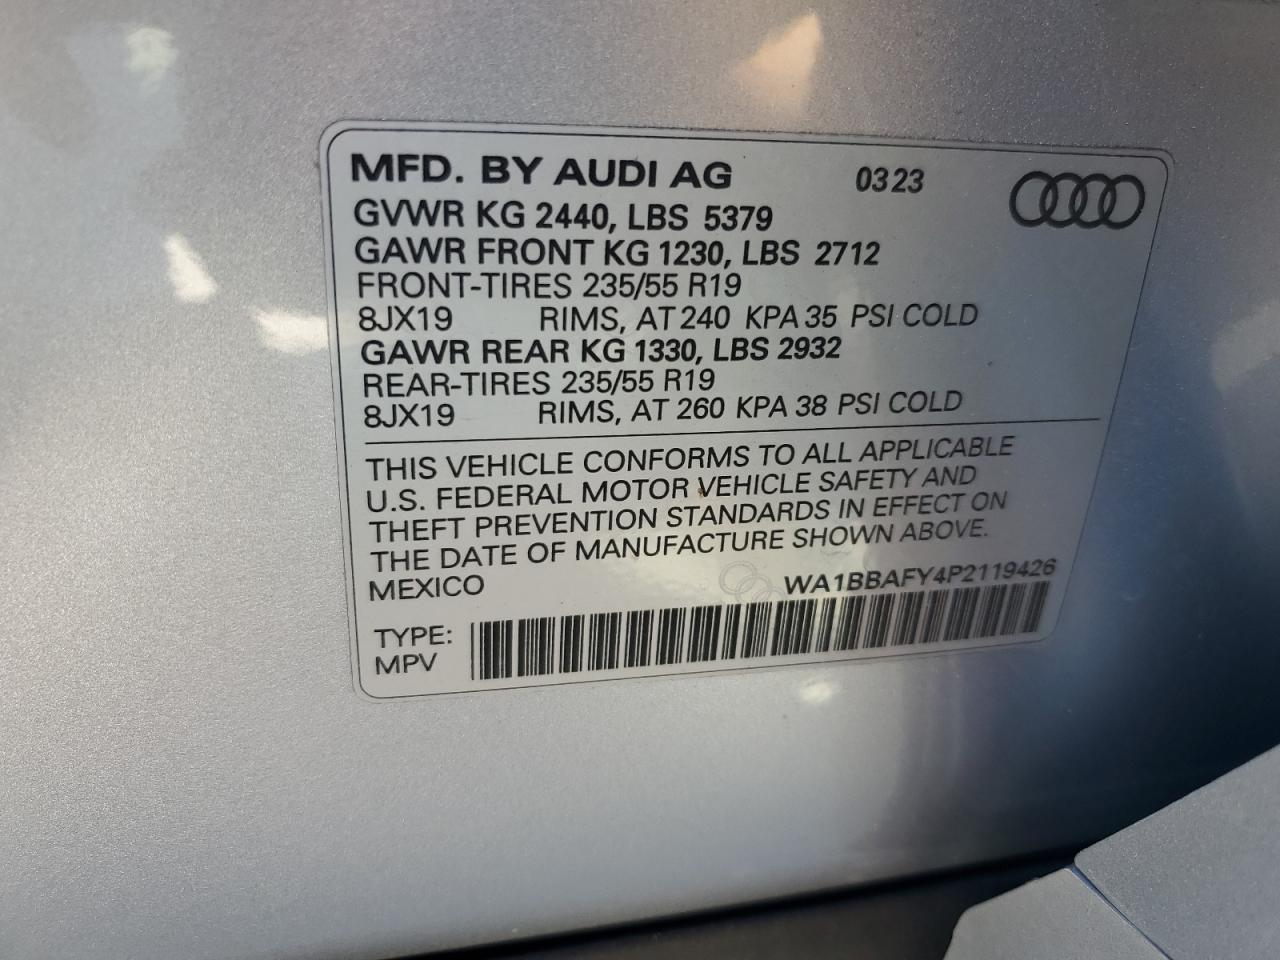 MFD. BY AUDI AG 0323
GVWR KG 2440, LBS 5379
GAWR FRONT KG 1230, LBS 2712
FRONT-TIRES 235/55 R19
8JX19 RIMS, AT 240 KPA 35 PSI COLD
GAWR REAR KG 1330, LBS 2932
REAR-TIRES 235/55 R19
8JX19 RIMS, AT 260 KPA 38 PSI COLD
THIS VEHICLE CONFORMS TO ALL APPLICABLE
U.S. FEDERAL MOTOR VEHICLE SAFETY AND
THEFT PREVENTION STANDARDS IN EFFECT ON
THE DATE OF MANUFACTURE SHOWN ABOVE.
MEXICO WA1BBAFY4P2119426
TYPE:
MPV